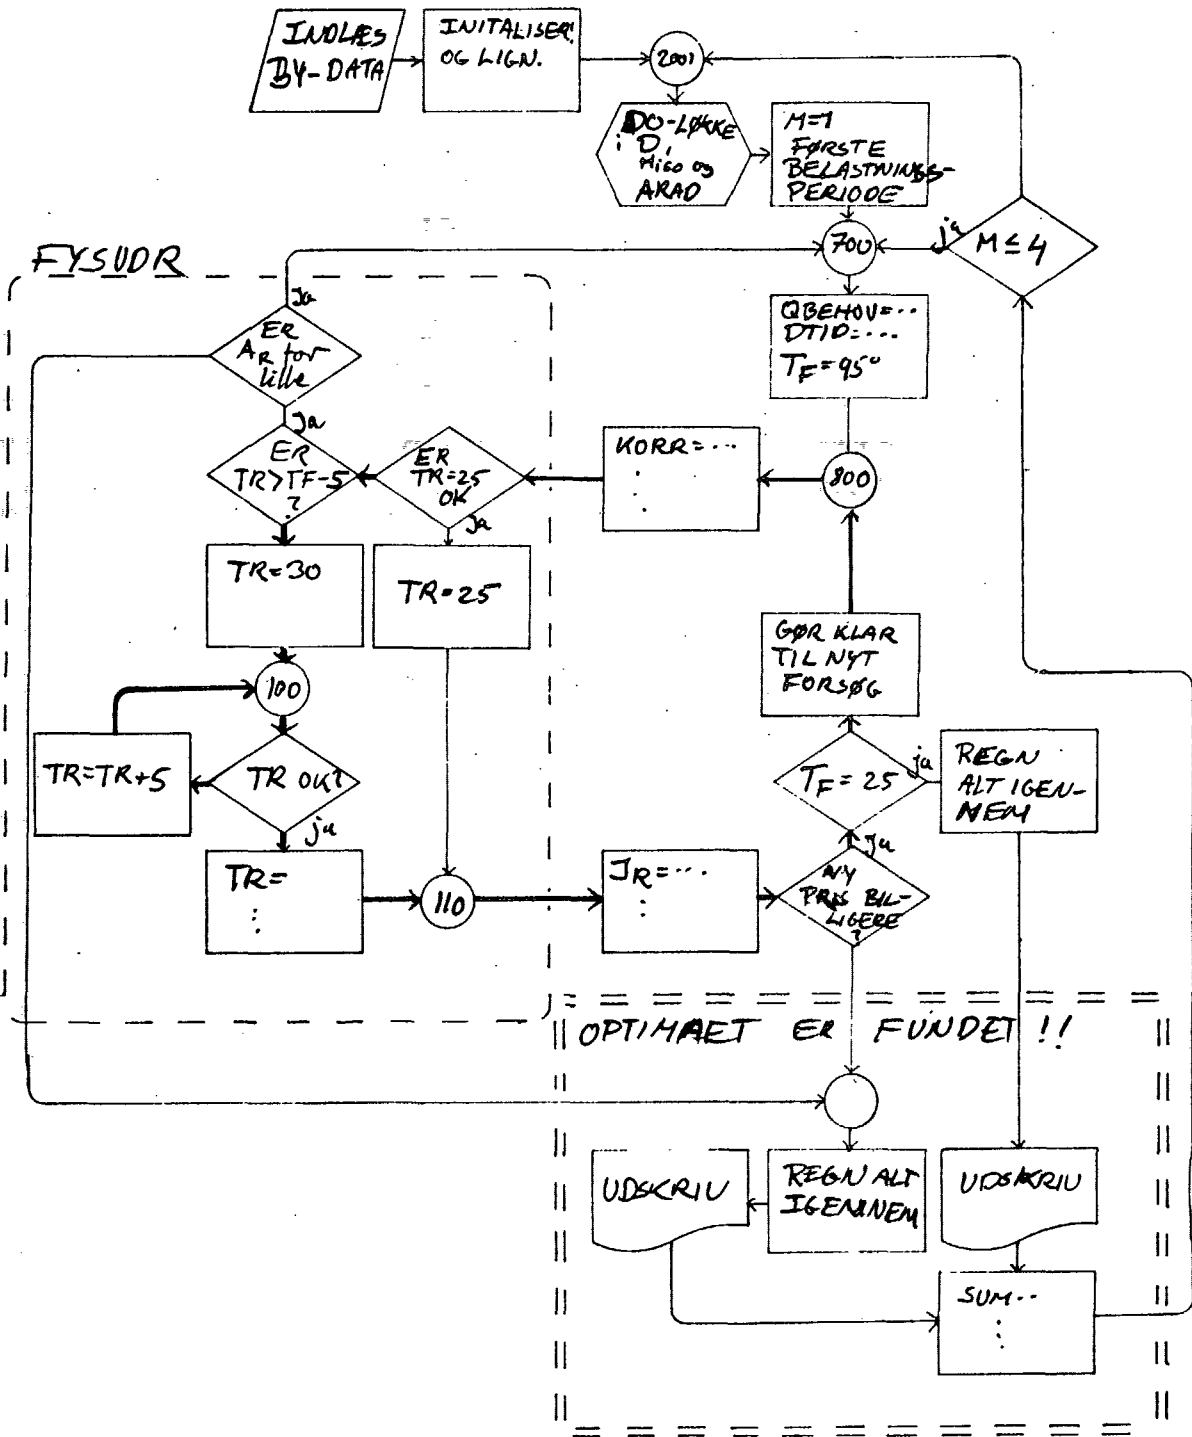 INDLÆS
BY-DATA
INITALISER.
OG LIGN.
2001
DO-LØKKE
i D,
og
ARAD
M=1
FØRSTE
BELASTNINGS-
PERIODE
700
ja
M ≤ 4
FYSUDR
Ja
ER
AR for
lille
QBEHOV=...
DTID=...
TF=95°
Ja
ER
TR>TF-5
?
ER
TR=25
OK
Ja
KORR=...
.
.
800
TR=30
TR=25
GØR KLAR
TIL NYT
FORSØG
100
TR=TR+5
TR OK?
ja
TF=25
ja
REGN
ALT IGEN-
NEM
TR=
:
110
JR=...
:
Ja
NY
PRIS BIL-
LIGERE
?
OPTIMAET ER FUNDET !!
UDSKRIV
REGN ALT
IGENNEM
UDSKRIV
SUM..
: